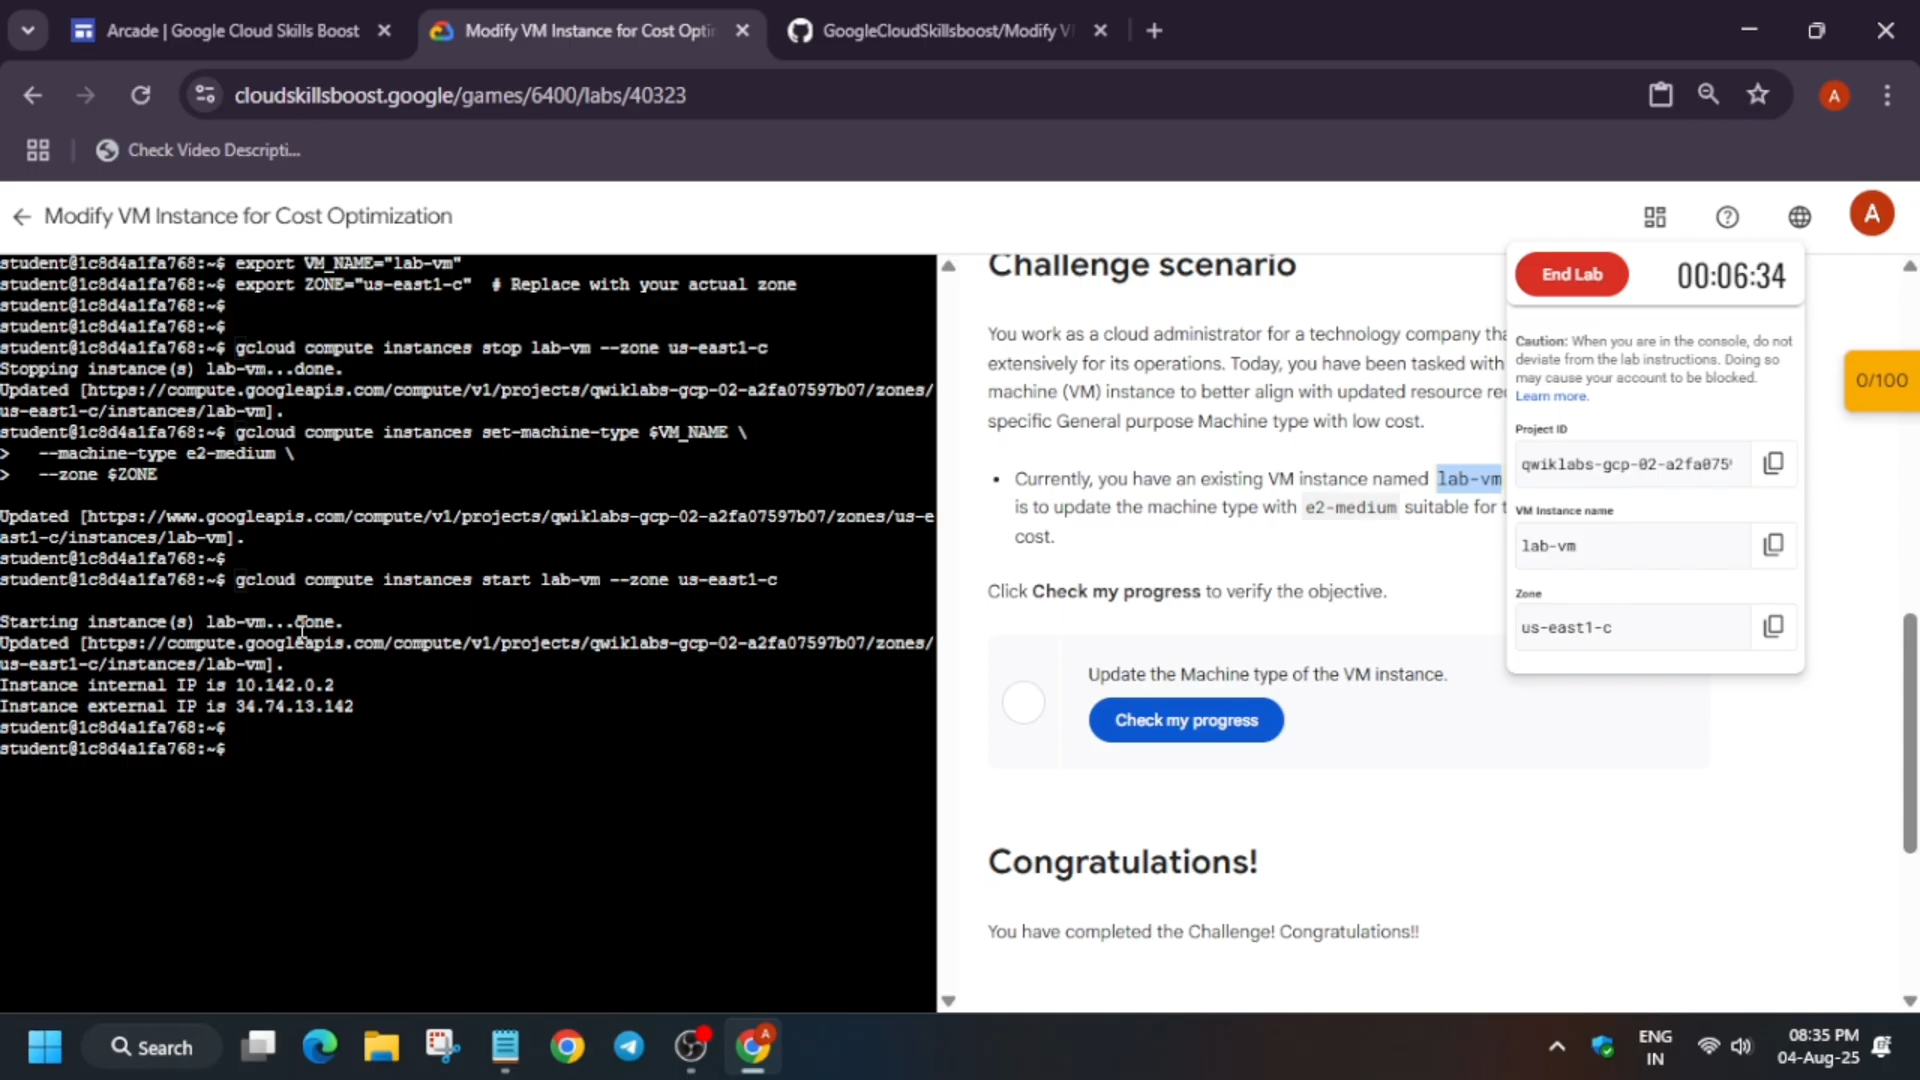 Arcade | Google Cloud Skills Boost
Modify VM Instance for Cost Opti
GoogleCloudSkillsboost/Modify V
cloudskillsboost.google/games/6400/labs/40323
A
Check Video Descripti...
Modify VM Instance for Cost Optimization
A
student@1c8d4a1fa768:~$ export VM_NAME="lab-vm"
student@1c8d4a1fa768:~$ export ZONE="us-east1-c"  # Replace with your actual zone
student@1c8d4a1fa768:~$
student@1c8d4a1fa768:~$
student@1c8d4a1fa768:~$ gcloud compute instances stop lab-vm --zone us-east1-c
Stopping instance(s) lab-vm...done.
Updated [https://compute.googleapis.com/compute/v1/projects/qwiklabs-gcp-02-a2fa07597b07/zones/
us-east1-c/instances/lab-vm].
student@1c8d4a1fa768:~$ gcloud compute instances set-machine-type $VM_NAME \
>   --machine-type e2-medium \
>   --zone $ZONE
Updated [https://www.googleapis.com/compute/v1/projects/qwiklabs-gcp-02-a2fa07597b07/zones/us-e
ast1-c/instances/lab-vm].
student@1c8d4a1fa768:~$
student@1c8d4a1fa768:~$ gcloud compute instances start lab-vm --zone us-east1-c
Starting instance(s) lab-vm...done.
Updated [https://compute.googleapis.com/compute/v1/projects/qwiklabs-gcp-02-a2fa07597b07/zones/
us-east1-c/instances/lab-vm].
Instance internal IP is 10.142.0.2
Instance external IP is 34.74.13.142
student@1c8d4a1fa768:~$
student@1c8d4a1fa768:~$
Challenge scenario
You work as a cloud administrator for a technology company tha
extensively for its operations. Today, you have been tasked with
machine (VM) instance to better align with updated resource re
specific General purpose Machine type with low cost.
• Currently, you have an existing VM instance named lab-vm
is to update the machine type with e2-medium suitable for t
cost.
Click Check my progress to verify the objective.
Update the Machine type of the VM instance.
Check my progress
Congratulations!
You have completed the Challenge! Congratulations!!
End Lab
00:06:34
Caution: When you are in the console, do not
deviate from the lab instructions. Doing so
may cause your account to be blocked.
Learn more.
Project ID
qwiklabs-gcp-02-a2fa075
VM Instance name
lab-vm
Zone
us-east1-c
0/100
Search
A
ENG
IN
08:35 PM
04-Aug-25